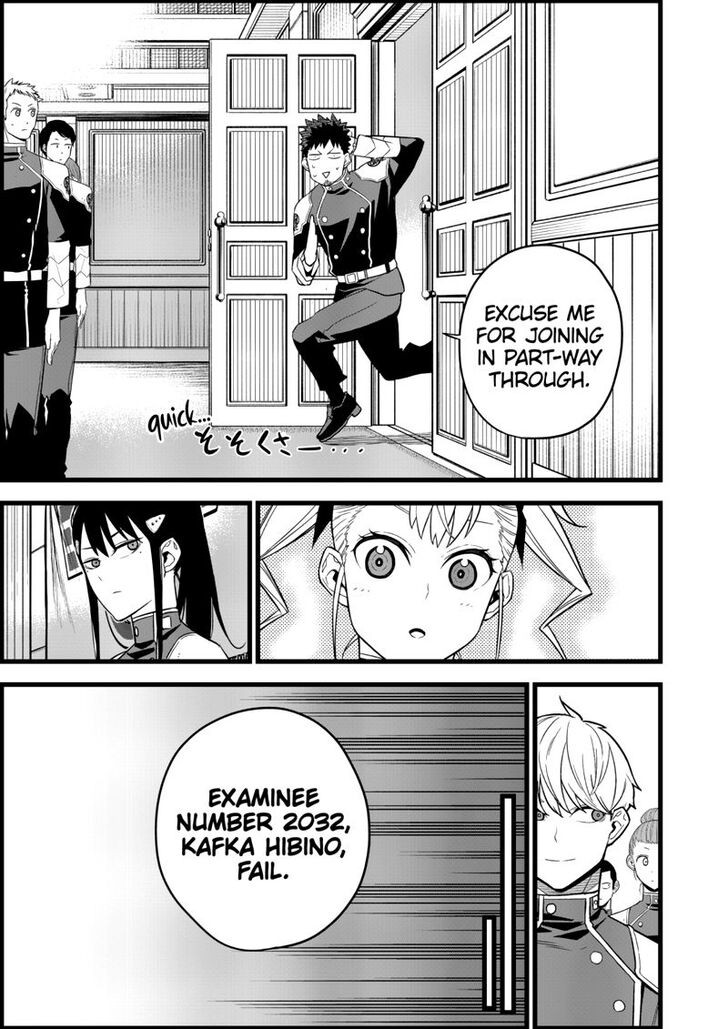 EXCUSE ME
FOR JOINING
IN PART-WAY
THROUGH.
quick...
そそくさー...
EXAMINEE
NUMBER 2032,
KAFKA HIBINO,
FAIL.